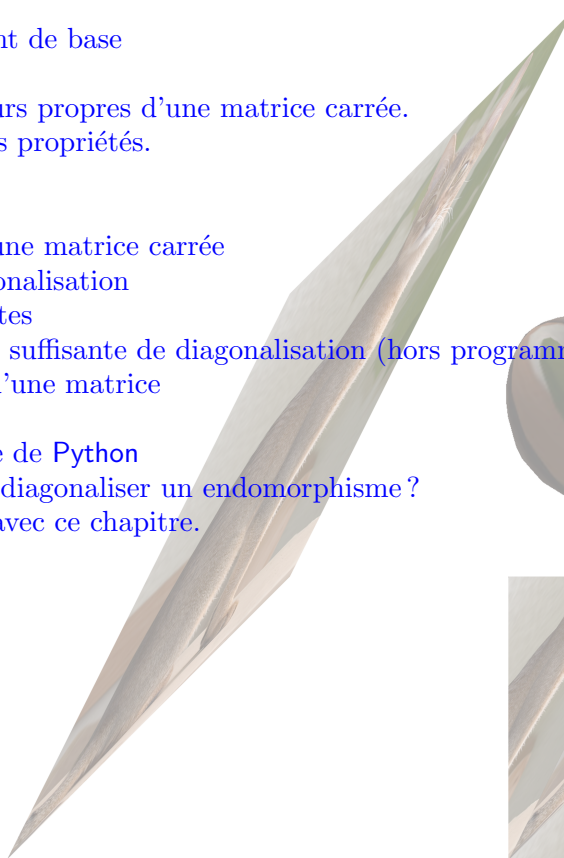 nt de base
urs propres d'une matrice carrée.
s propriétés.
une matrice carrée
onalisation
tes
suffisante de diagonalisation (hors programm
l'une matrice
e de Python
diagonaliser un endomorphisme ?
avec ce chapitre.